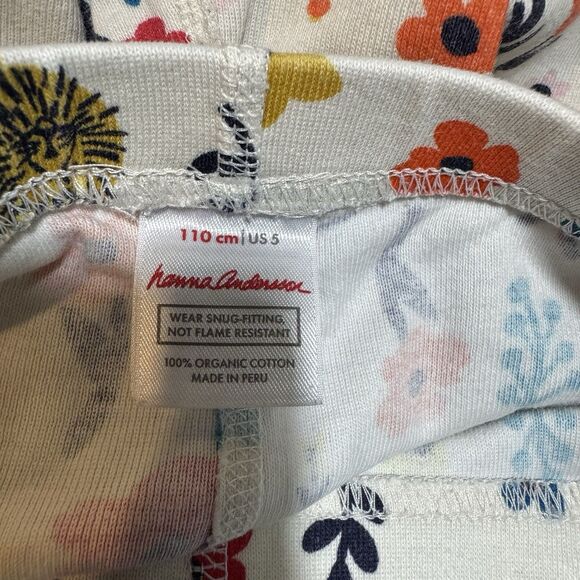 110 cm | US 5
hanna andersson
WEAR SNUG-FITTING,
NOT FLAME RESISTANT
100% ORGANIC COTTON
MADE IN PERU